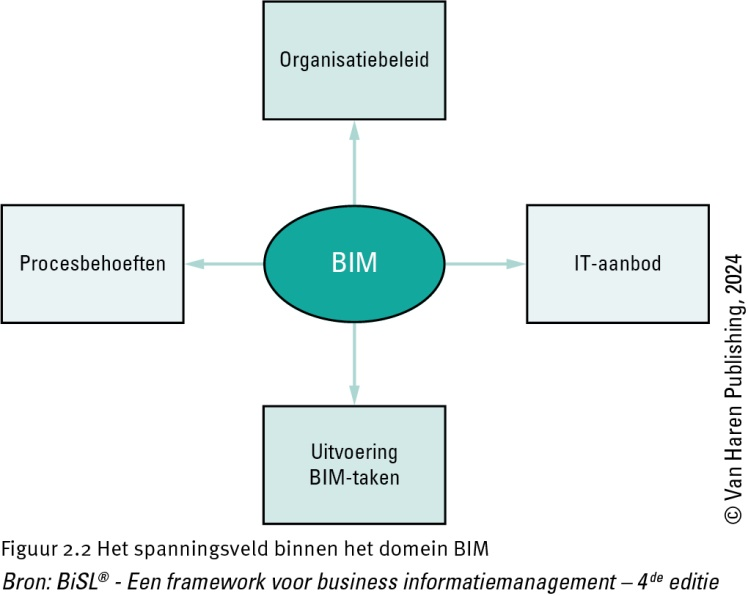 Organisatiebeleid
Procesbehoeften
BIM
IT-aanbod
Uitvoering
BIM-taken
© Van Haren Publishing, 2024
Figuur 2.2 Het spanningsveld binnen het domein BIM
Bron: BiSL® - Een framework voor business informatiemanagement – 4de editie